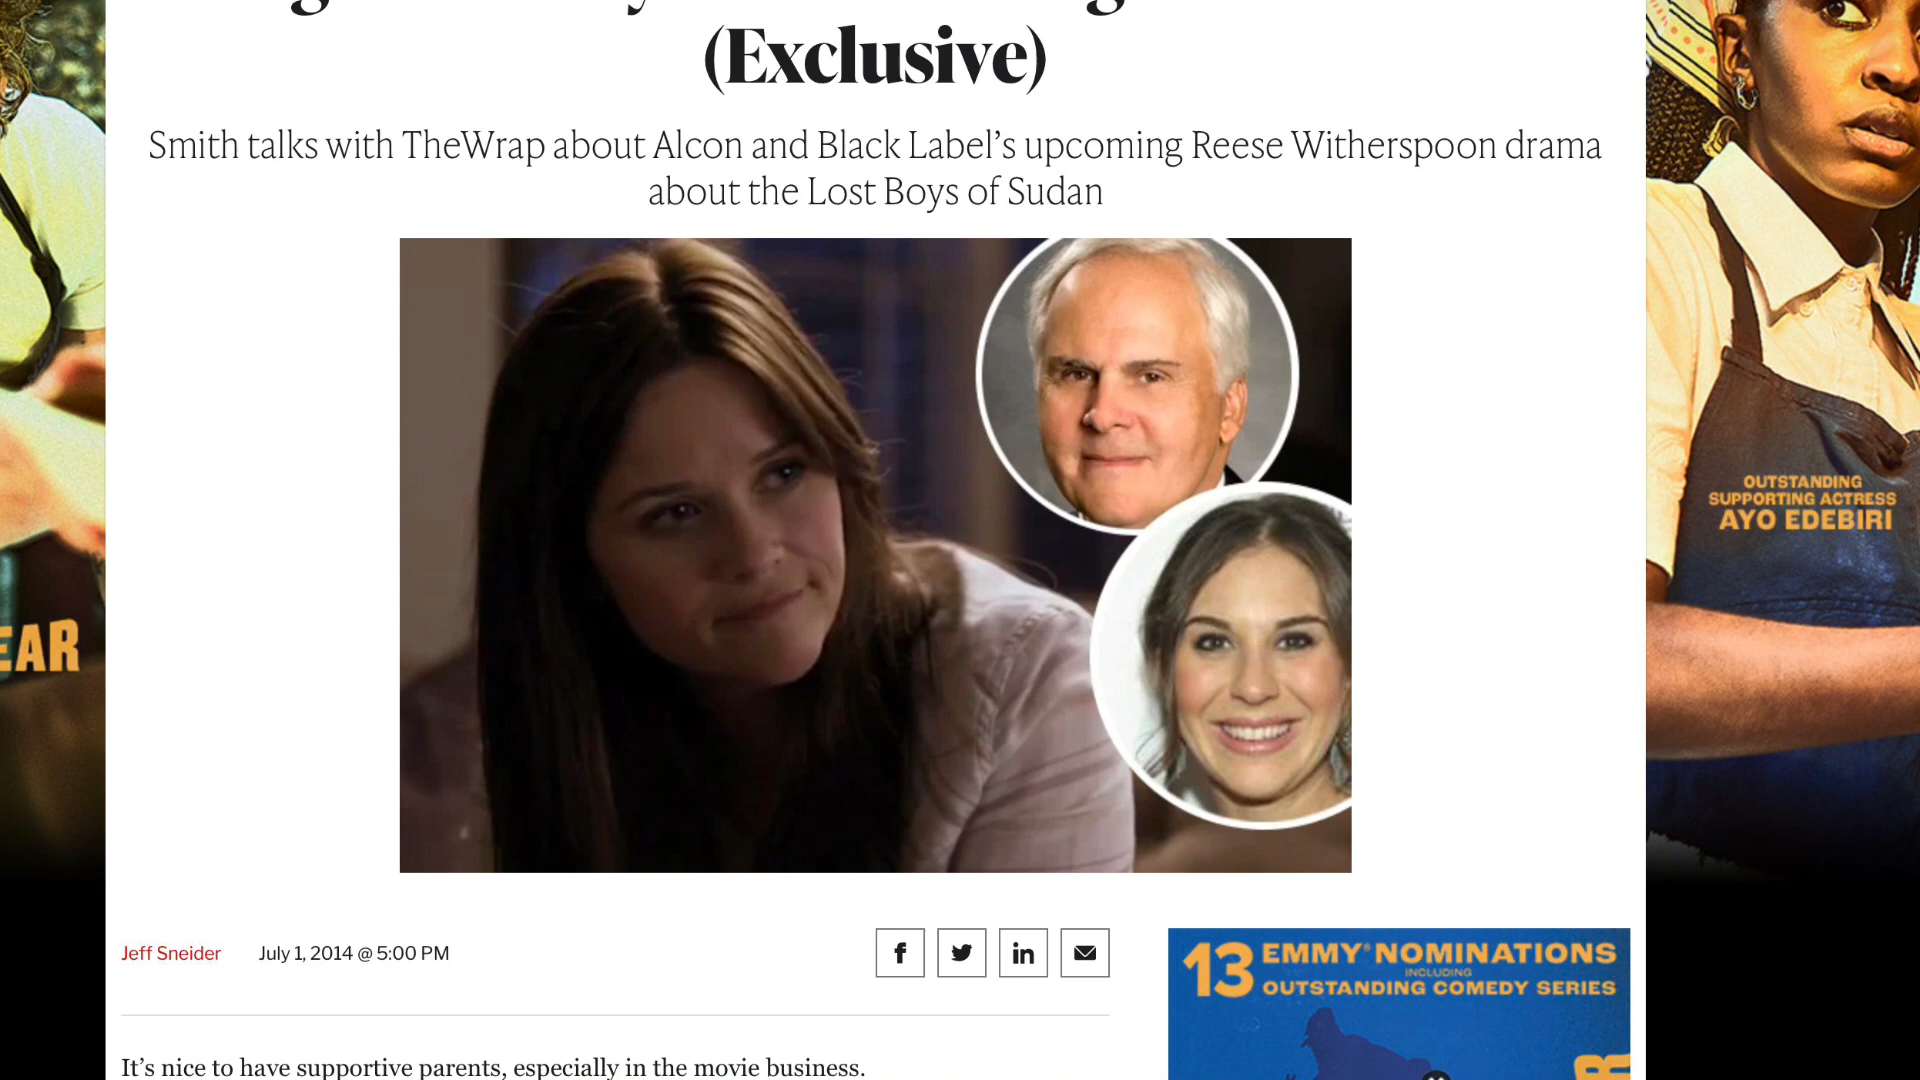 (Exclusive)
Smith talks with TheWrap about Alcon and Black Label’s upcoming Reese Witherspoon drama
about the Lost Boys of Sudan
OUTSTANDING
SUPPORTING ACTRESS
AYO EDEBIRI
EAR
Jeff Sneider July 1, 2014 @ 5:00 PM
13 EMMY® NOMINATIONS
INCLUDING
OUTSTANDING COMEDY SERIES
It’s nice to have supportive parents, especially in the movie business.